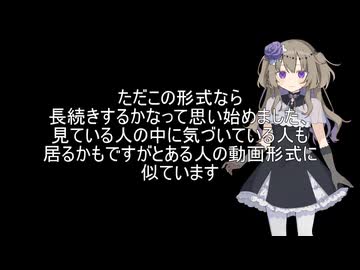 ただこの形式なら
長続きするかなって思い始めました、
見ている人の中に気づいている人も
居るかもですがとある人の動画形式に
似ています